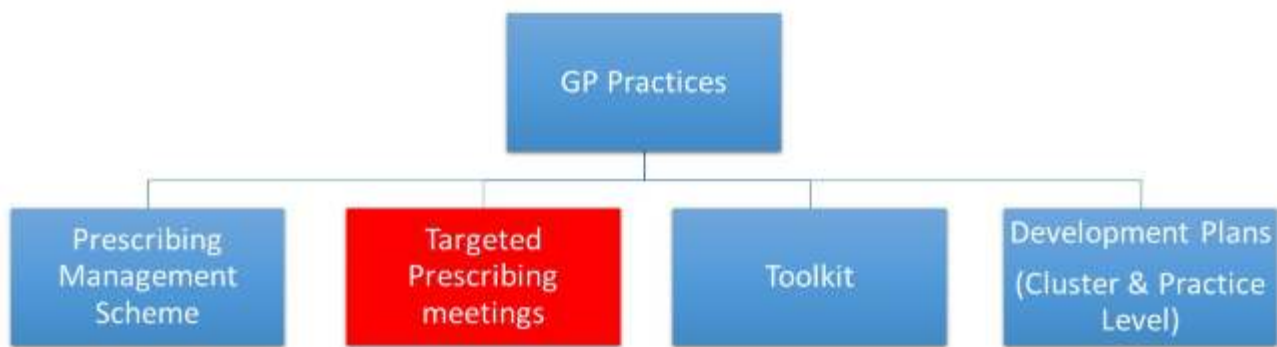 GP Practices
Prescribing
Management
Scheme
Targeted
Prescribing
meetings
Toolkit
Development Plans
(Cluster & Practice
Level)